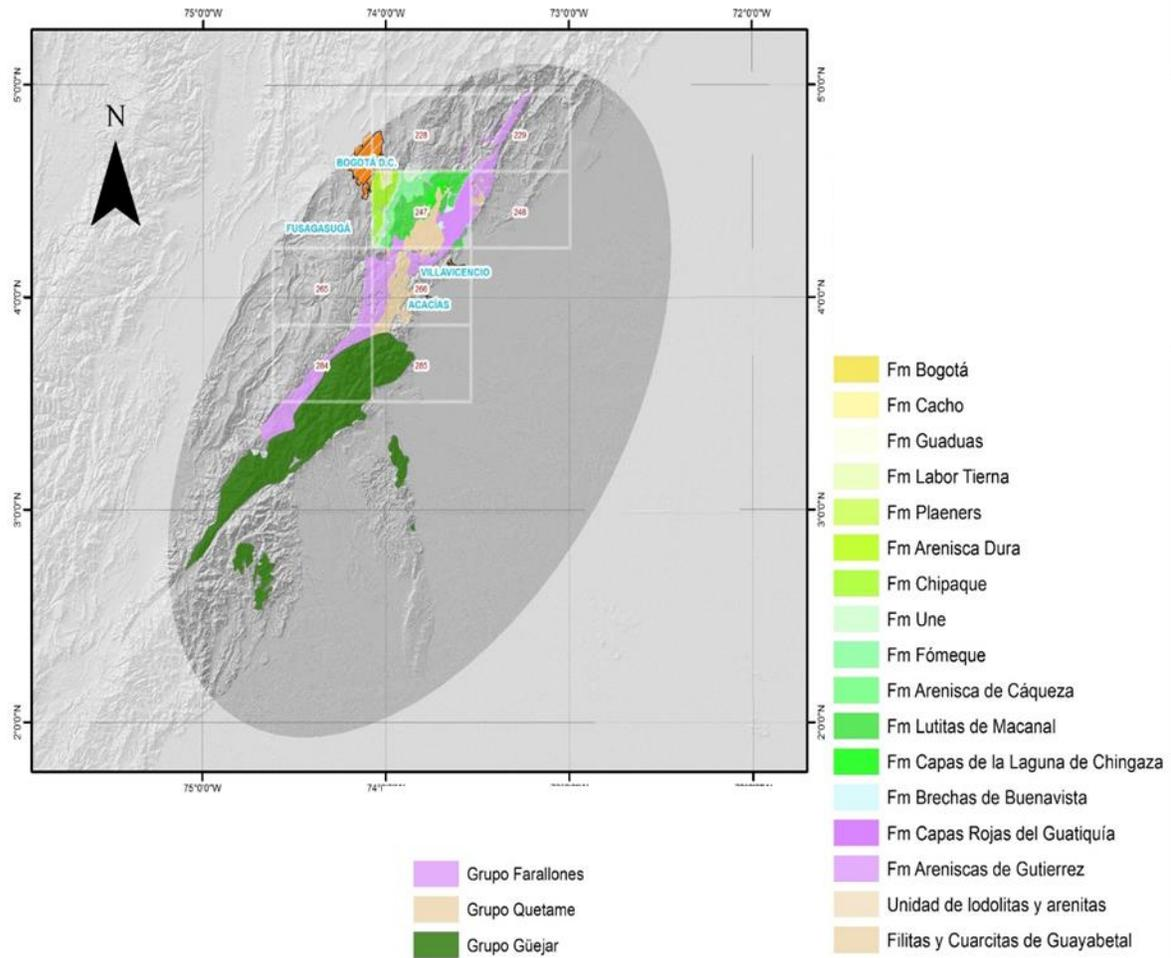 75°0'0"W 74°0'0"W 73°0'0"W 72°0'0"W
5°0'0"N 5°0'0"N
N
228 229
BOGOTÁ D.C.
247 248
FUSAGASUGÁ
VILLAVICENCIO
265 266
4°0'0"N 4°0'0"N
ACACÍAS
284 285
3°0'0"N 3°0'0"N
2°0'0"N 2°0'0"N
75°0'0"W 74°0'0"W
Fm Bogotá
Fm Cacho
Fm Guaduas
Fm Labor Tierna
Fm Plaeners
Fm Arenisca Dura
Fm Chipaque
Fm Une
Fm Fómeque
Fm Arenisca de Cáqueza
Fm Lutitas de Macanal
Fm Capas de la Laguna de Chingaza
Fm Brechas de Buenavista
Fm Capas Rojas del Guatiquía
Fm Areniscas de Gutierrez
Unidad de lodolitas y arenitas
Filitas y Cuarcitas de Guayabetal
Grupo Farallones
Grupo Quetame
Grupo Güejar